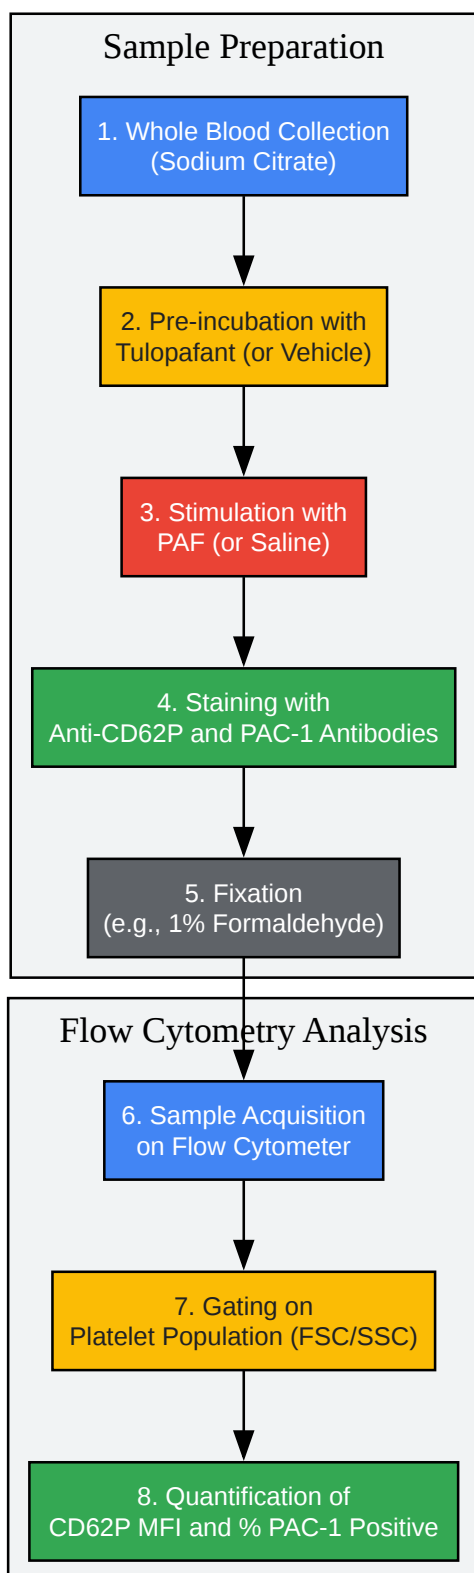 Sample Preparation
1. Whole Blood Collection
(Sodium Citrate)
2. Pre-incubation with
Tulopafant (or Vehicle)
3. Stimulation with
PAF (or Saline)
4. Staining with
Anti-CD62P and PAC-1 Antibodies
5. Fixation
(e.g., 1% Formaldehyde)
Flow Cytometry Analysis
6. Sample Acquisition
on Flow Cytometer
7. Gating on
Platelet Population (FSC/SSC)
8. Quantification of
CD62P MFI and % PAC-1 Positive